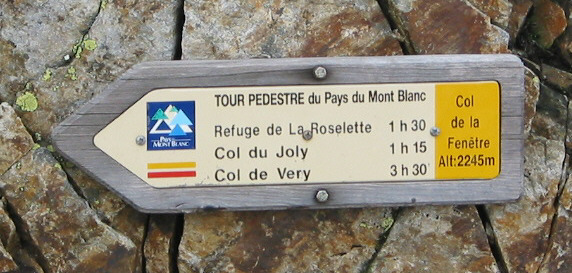 TOUR PEDESTRE du Pays du Mont Blanc
Refuge de La Roselette 1 h 30
Col du Joly 1 h 15
Col de Very 3 h 30
PAYS DU
MONT BLANC
Col
de la
Fenêtre
Alt:2245m